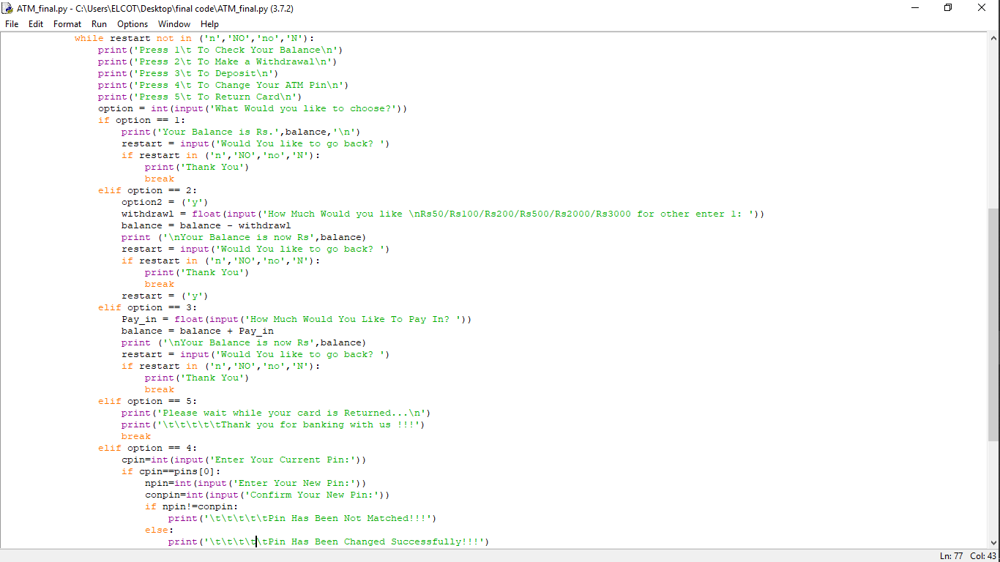 ATM_final.py - C:\Users\ELCOT\Desktop\final code\ATM_final.py (3.7.2)
File Edit Format Run Options Window Help
while restart not in ('n','NO','no','N'):
print('Press 1\t To Check Your Balance\n')
print('Press 2\t To Make a Withdrawal\n')
print('Press 3\t To Deposit\n')
print('Press 4\t To Change Your ATM Pin\n')
print('Press 5\t To Return Card\n')
option = int(input('What Would you like to choose?'))
if option == 1:
print('Your Balance is Rs.',balance,'\n')
restart = input('Would You like to go back? ')
if restart in ('n','NO','no','N'):
print('Thank You')
break
elif option == 2:
option2 = ('y')
withdrawl = float(input('How Much Would you like \nRs50/Rs100/Rs200/Rs500/Rs2000/Rs3000 for other enter 1: '))
balance = balance - withdrawl
print ('\nYour Balance is now Rs',balance)
restart = input('Would You like to go back? ')
if restart in ('n','NO','no','N'):
print('Thank You')
break
restart = ('y')
elif option == 3:
Pay_in = float(input('How Much Would You Like To Pay In? '))
balance = balance + Pay_in
print ('\nYour Balance is now Rs',balance)
restart = input('Would You like to go back? ')
if restart in ('n','NO','no','N'):
print('Thank You')
break
elif option == 5:
print('Please wait while your card is Returned...\n')
print('\t\t\t\t\tThank you for banking with us !!!')
break
elif option == 4:
cpin=int(input('Enter Your Current Pin:'))
if cpin==pins[0]:
npin=int(input('Enter Your New Pin:'))
conpin=int(input('Confirm Your New Pin:'))
if npin!=conpin:
print('\t\t\t\t\tPin Has Been Not Matched!!!')
else:
print('\t\t\t\t\tPin Has Been Changed Successfully!!!')
Ln: 77 Col: 43